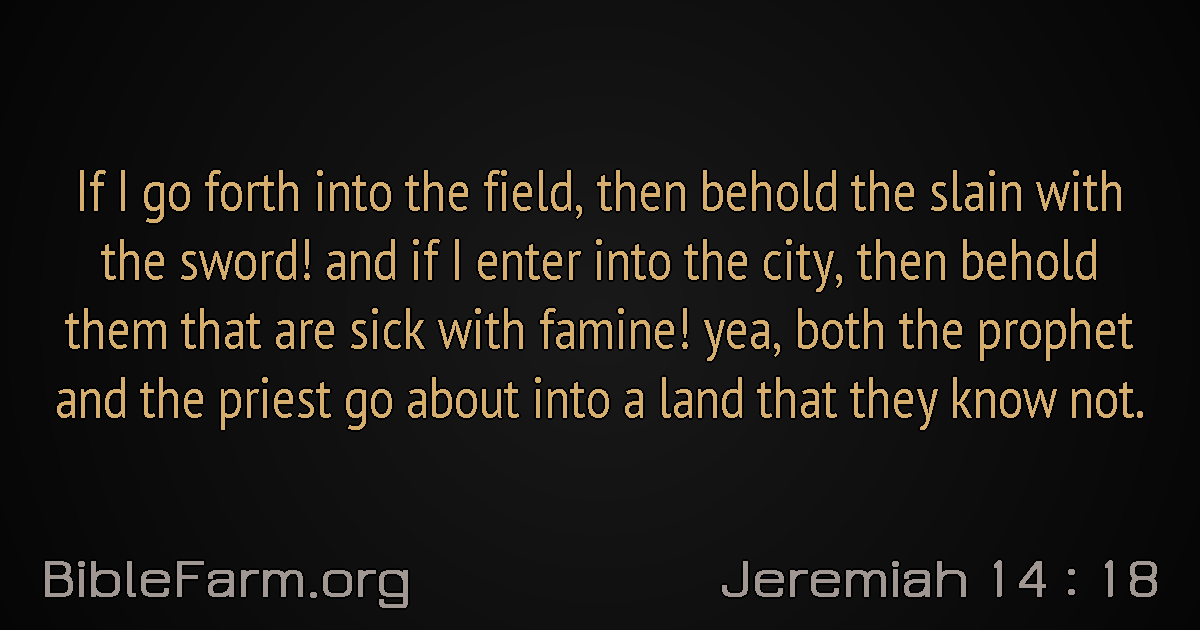 If I go forth into the field, then behold the slain with
the sword! and if I enter into the city, then behold
them that are sick with famine! yea, both the prophet
and the priest go about into a land that they know not.
BibleFarm.org
Jeremiah 14 : 18